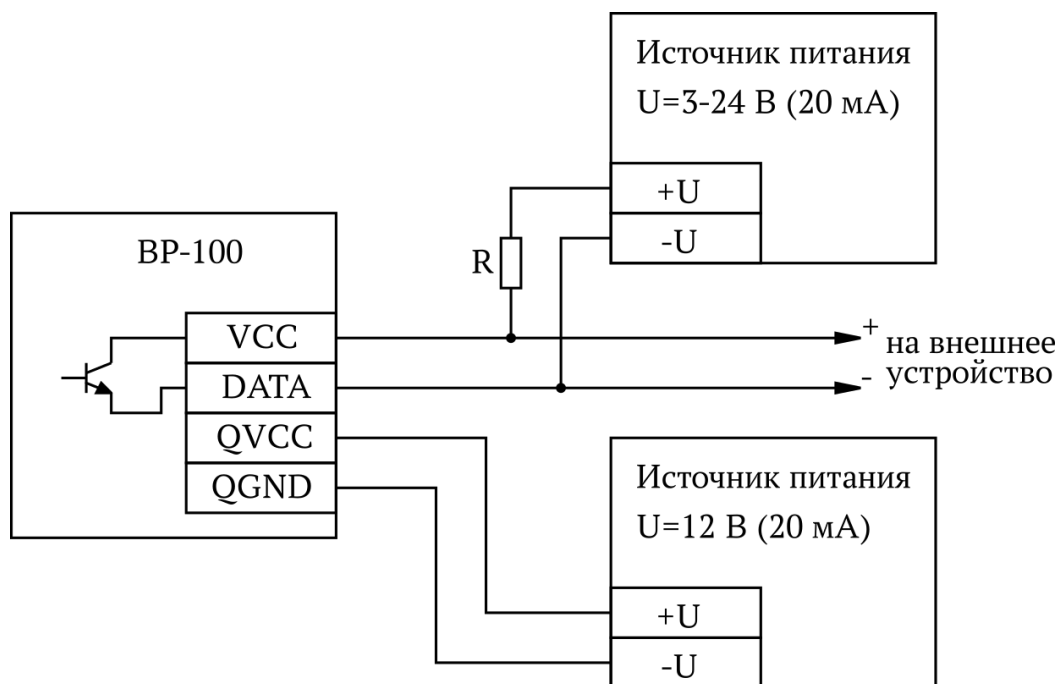 Источник питания
U=3-24 В (20 мА)
+U
-U
R
ВР-100
VCC
DATA
QVCC
QGND
+
-
на внешнее
устройство
Источник питания
U=12 В (20 мА)
+U
-U